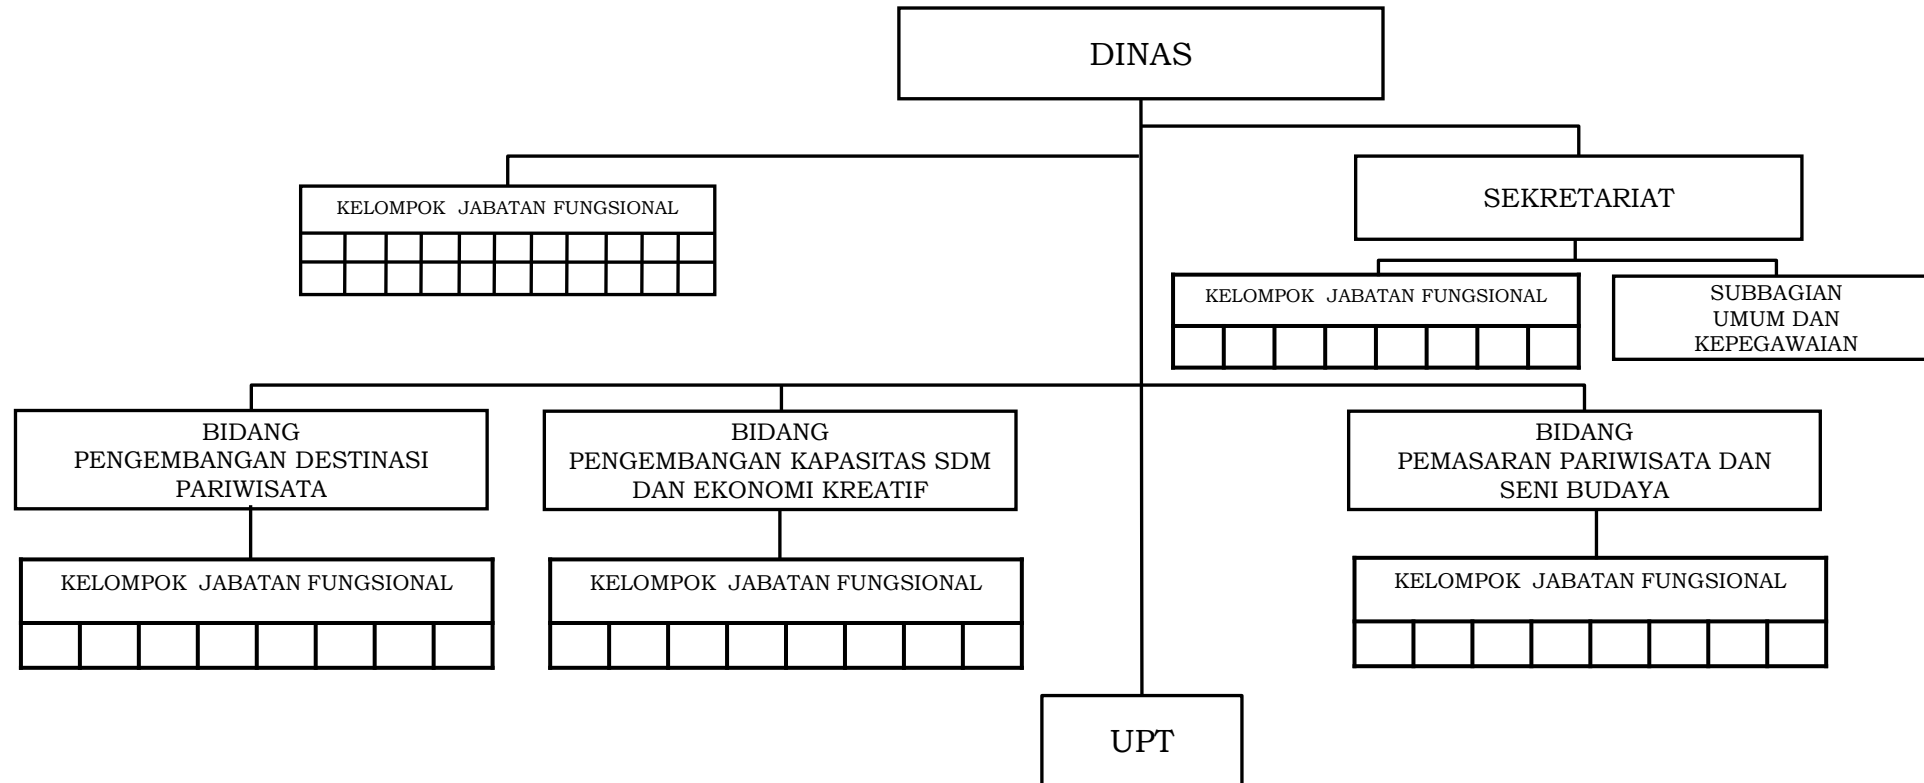 DINAS
KELOMPOK JABATAN FUNGSIONAL
SEKRETARIAT
KELOMPOK JABATAN FUNGSIONAL
SUBBAGIAN
UMUM DAN
KEPEGAWAIAN
BIDANG
PENGEMBANGAN DESTINASI
PARIWISATA
BIDANG
PENGEMBANGAN KAPASITAS SDM
DAN EKONOMI KREATIF
BIDANG
PEMASARAN PARIWISATA DAN
SENI BUDAYA
KELOMPOK JABATAN FUNGSIONAL
KELOMPOK JABATAN FUNGSIONAL
KELOMPOK JABATAN FUNGSIONAL
UPT